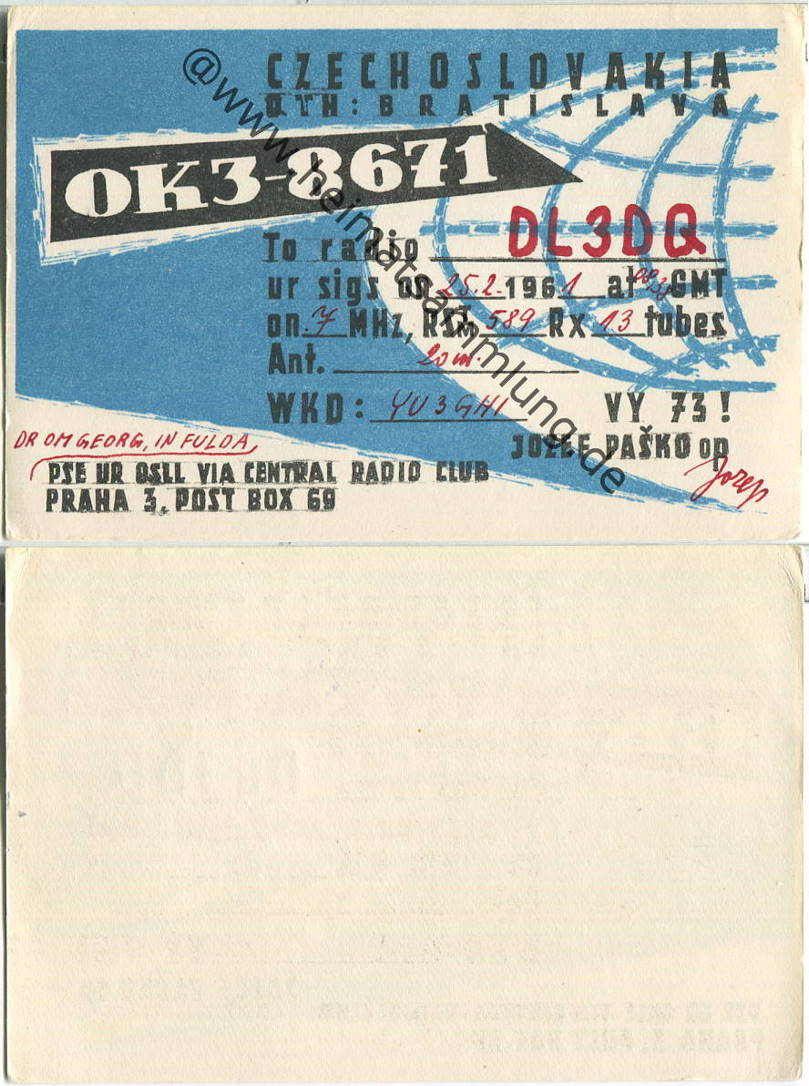 CZECHOSLOVAKIA
QTH: BRATISLAVA
OK3-8671
To radio DL3DQ
ur sigs on 25.2. 1961 at GMT
on 7 MHz, RST 589 Rx 13 tubes
Ant. 20m.
WKD: YU3GHI VY 73!
DR OM GEORG, IN FULDA, JOZEF PAŠKO op
Jozep
PSE UR QSLL VIA CENTRAL RADIO CLUB
PRAHA 3, POST BOX 69
@www.heimatsammlung.de